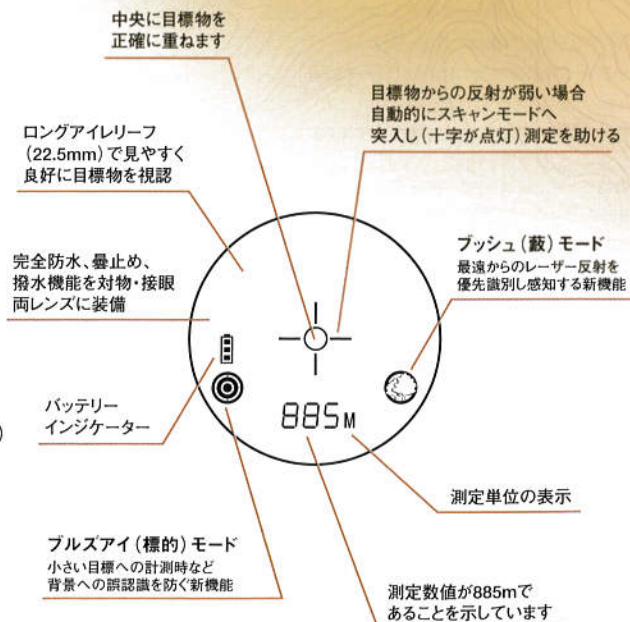 中央に目標物を
正確に重ねます
目標物からの反射が弱い場合
自動的にスキャンモードへ
突入し(十字が点灯)測定を助ける
ロングアイレリーフ
(22.5mm)で見やすく
良好に目標物を視認
ブッシュ(藪)モード
最遠からのレーザー反射を
優先識別し感知する新機能
完全防水、曇止め、
撥水機能を対物・接眼
両レンズに装備
885M
バッテリー
インジケーター
)
測定単位の表示
ブルズアイ(標的)モード
小さい目標への計測時など
背景への誤認識を防ぐ新機能
測定数値が885mで
あることを示しています